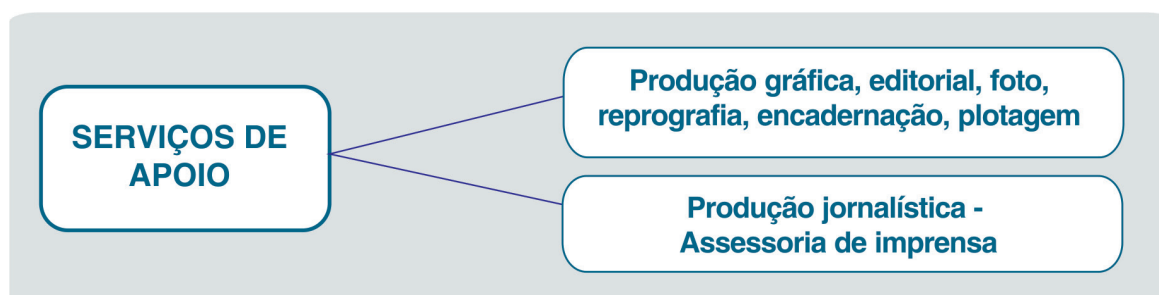 SERVIÇOS DE
APOIO
Produção gráfica, editorial, foto,
reprografia, encadernação, plotagem
Produção jornalística -
Assessoria de imprensa